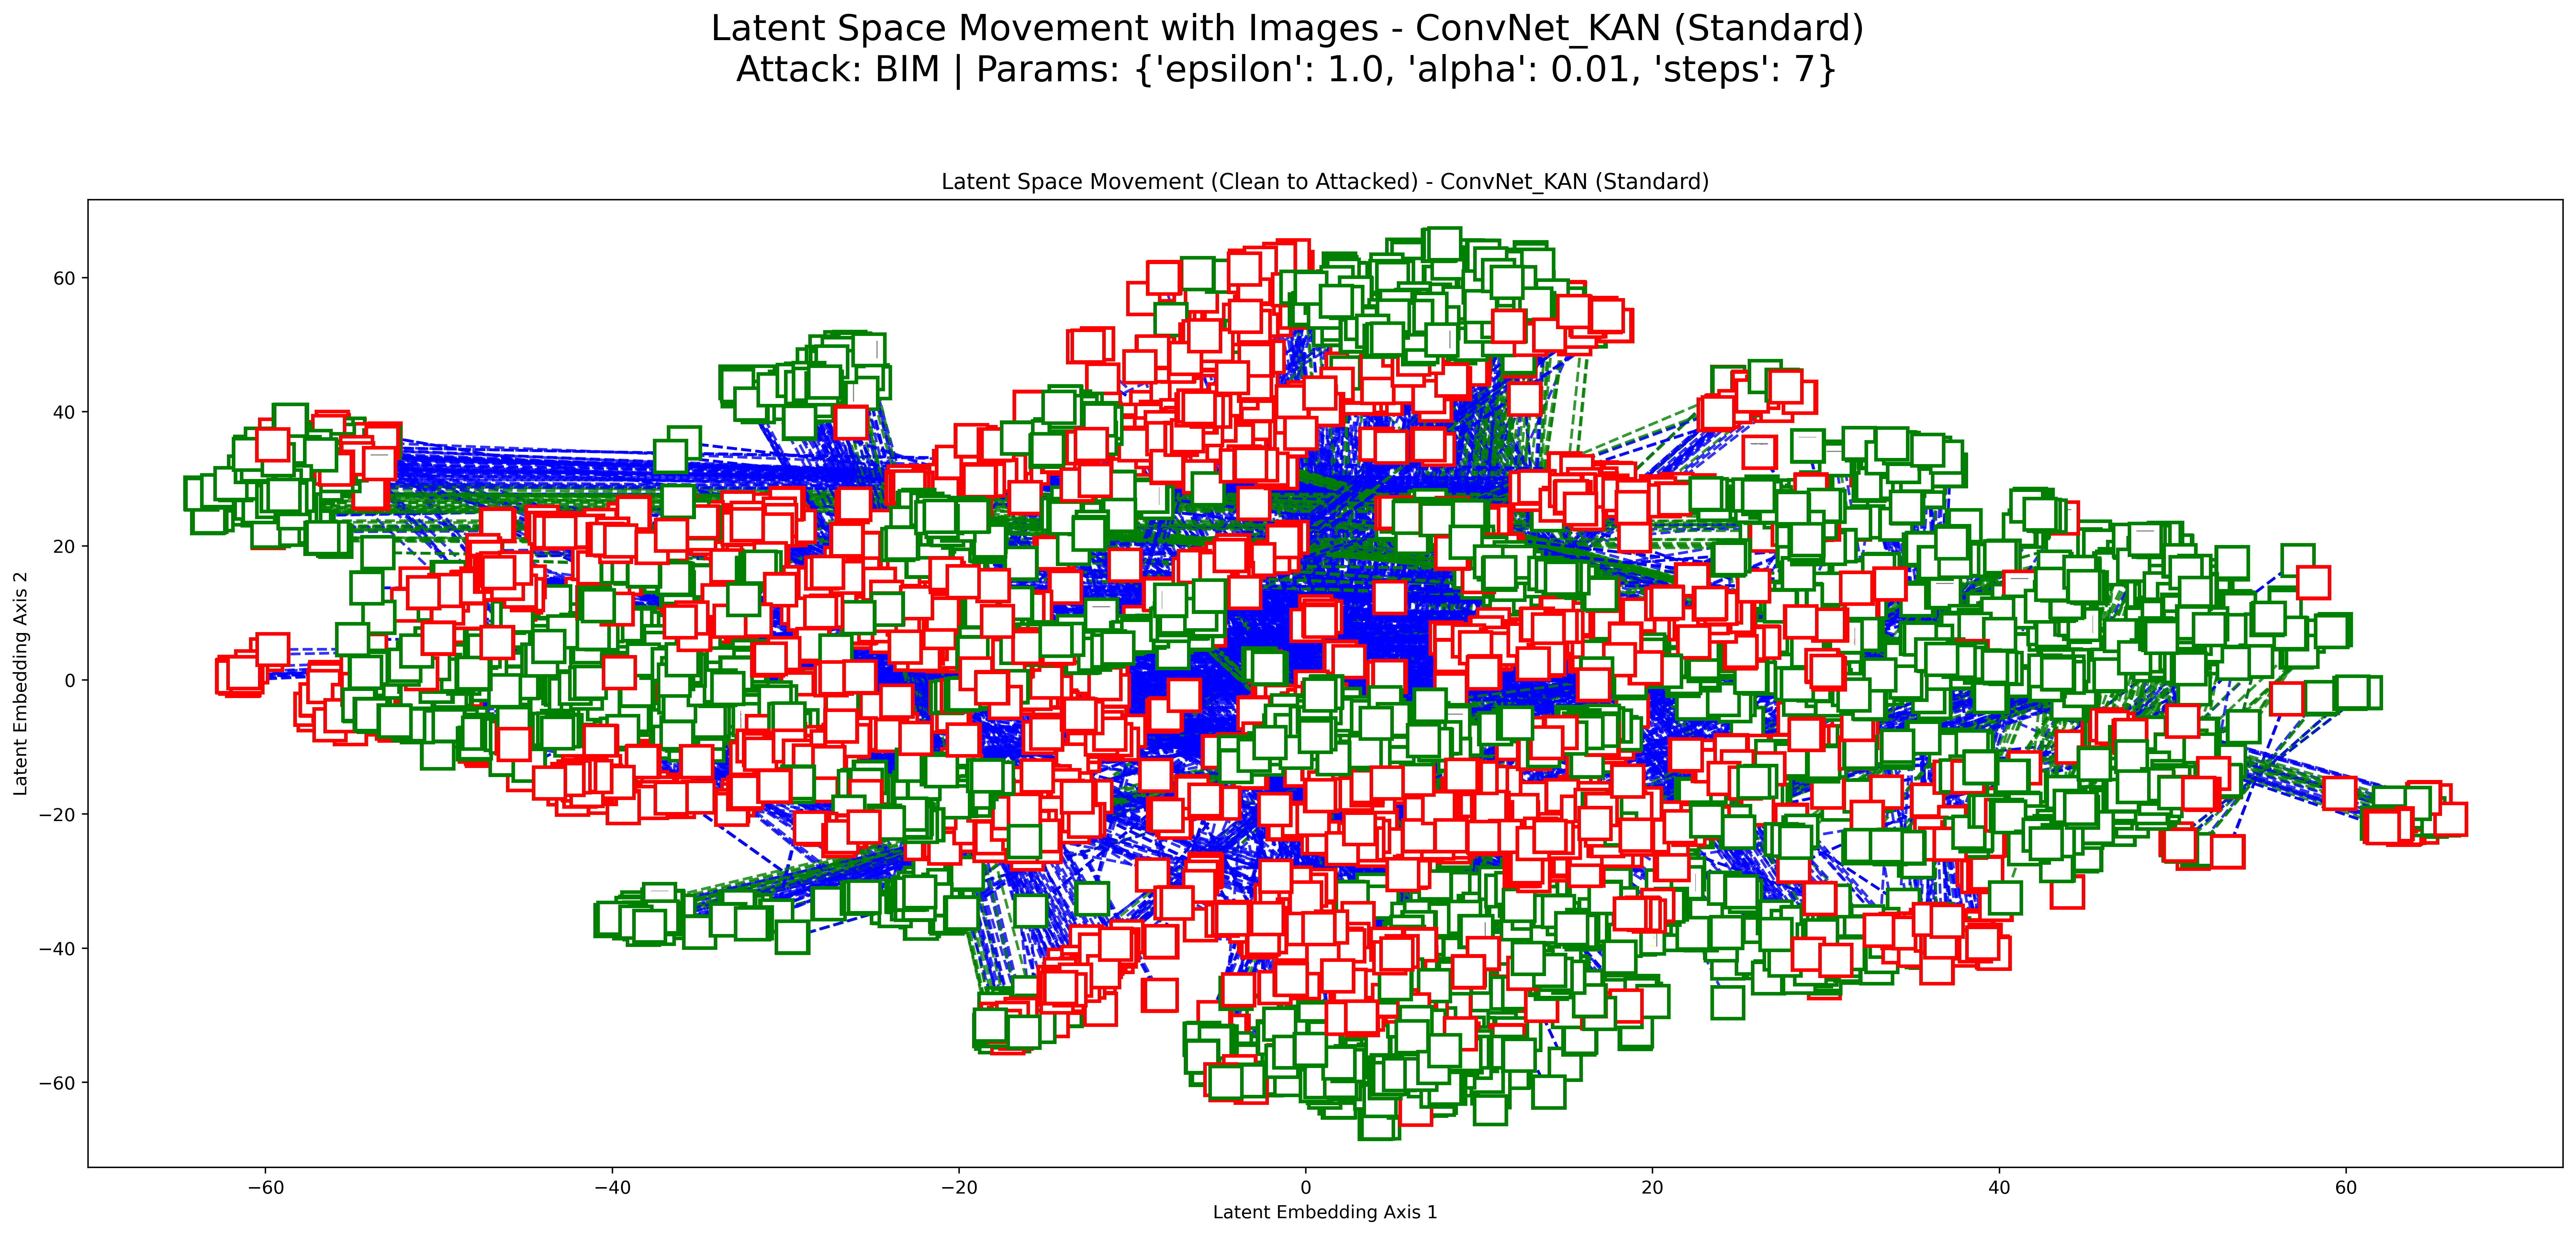 Latent Space Movement with Images - ConvNet_KAN (Standard)
Attack: BIM | Params: {'epsilon': 1.0, 'alpha': 0.01, 'steps': 7}
Latent Space Movement (Clean to Attacked) - ConvNet_KAN (Standard)
Latent Embedding Axis 2
60
40
20
0
−20
−40
−60
−60 −40 −20 0 20 40 60
Latent Embedding Axis 1